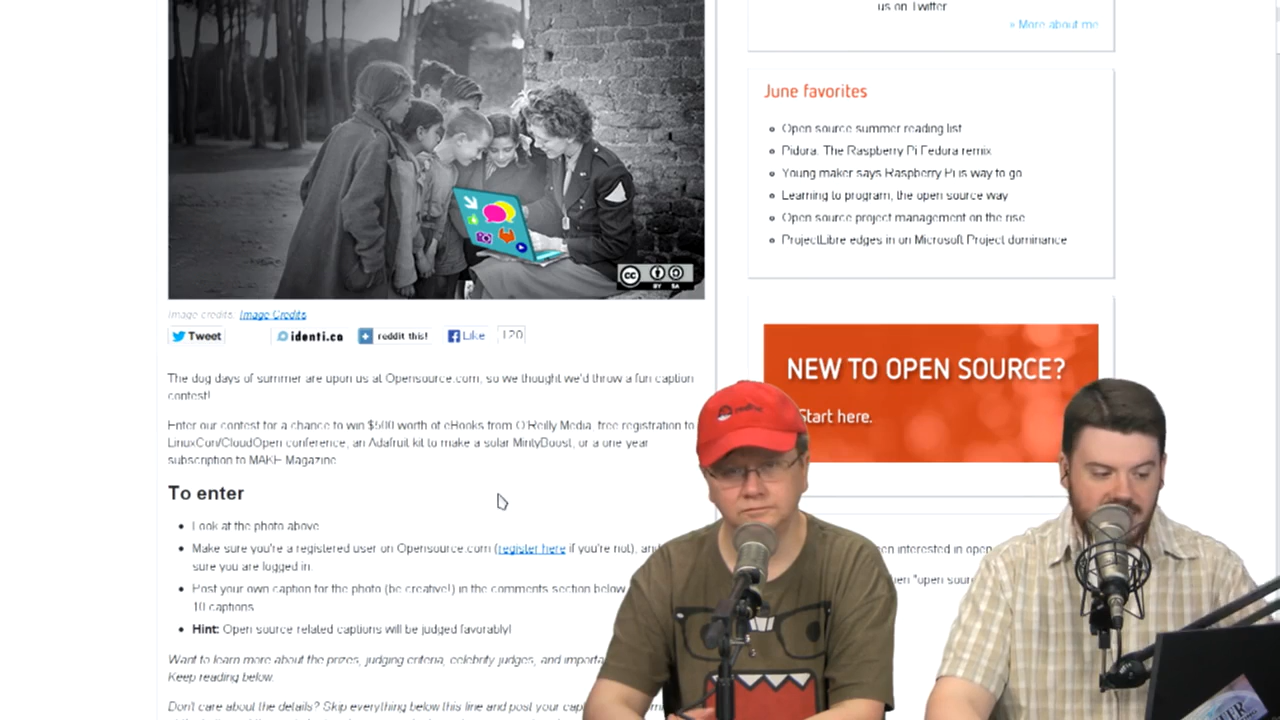 us on Twitter
» More about me
June favorites
Open source summer reading list
Pidora: The Raspberry Pi Fedora remix
Young maker says Raspberry Pi is way to go
Learning to program, the open source way
Open source project management on the rise
ProjectLibre edges in on Microsoft Project dominance
cc BY SA
Image credits: Image Credits
Tweet identi.ca reddit this! Like 120
NEW TO OPEN SOURCE?
Start here.
The dog days of summer are upon us at Opensource.com, so we thought we'd throw a fun caption
contest!
Enter our contest for a chance to win $500 worth of eBooks from O'Reilly Media, free registration to
LinuxCon/CloudOpen conference, an Adafruit kit to make a solar MintyBoost, or a one year
subscription to MAKE Magazine.
To enter
Look at the photo above
Make sure you're a registered user on Opensource.com (register here if you're not), and
sure you are logged in.
Post your own caption for the photo (be creative!) in the comments section below
10 captions
Hint: Open source related captions will be judged favorably!
Want to learn more about the prizes, judging criteria, celebrity judges, and
Keep reading below.
Don't care about the details? Skip everything below this line and post your
interested in open
"open